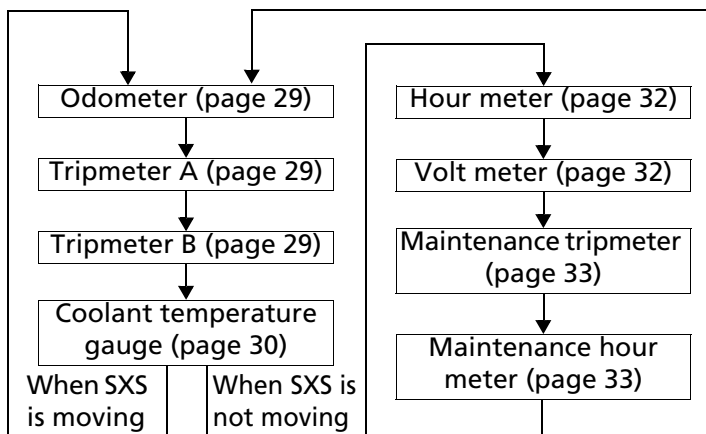 Odometer (page 29)
Tripmeter A (page 29)
Tripmeter B (page 29)
Coolant temperature
gauge (page 30)
When SXS
is moving
When SXS is
not moving
Hour meter (page 32)
Volt meter (page 32)
Maintenance tripmeter
(page 33)
Maintenance hour
meter (page 33)